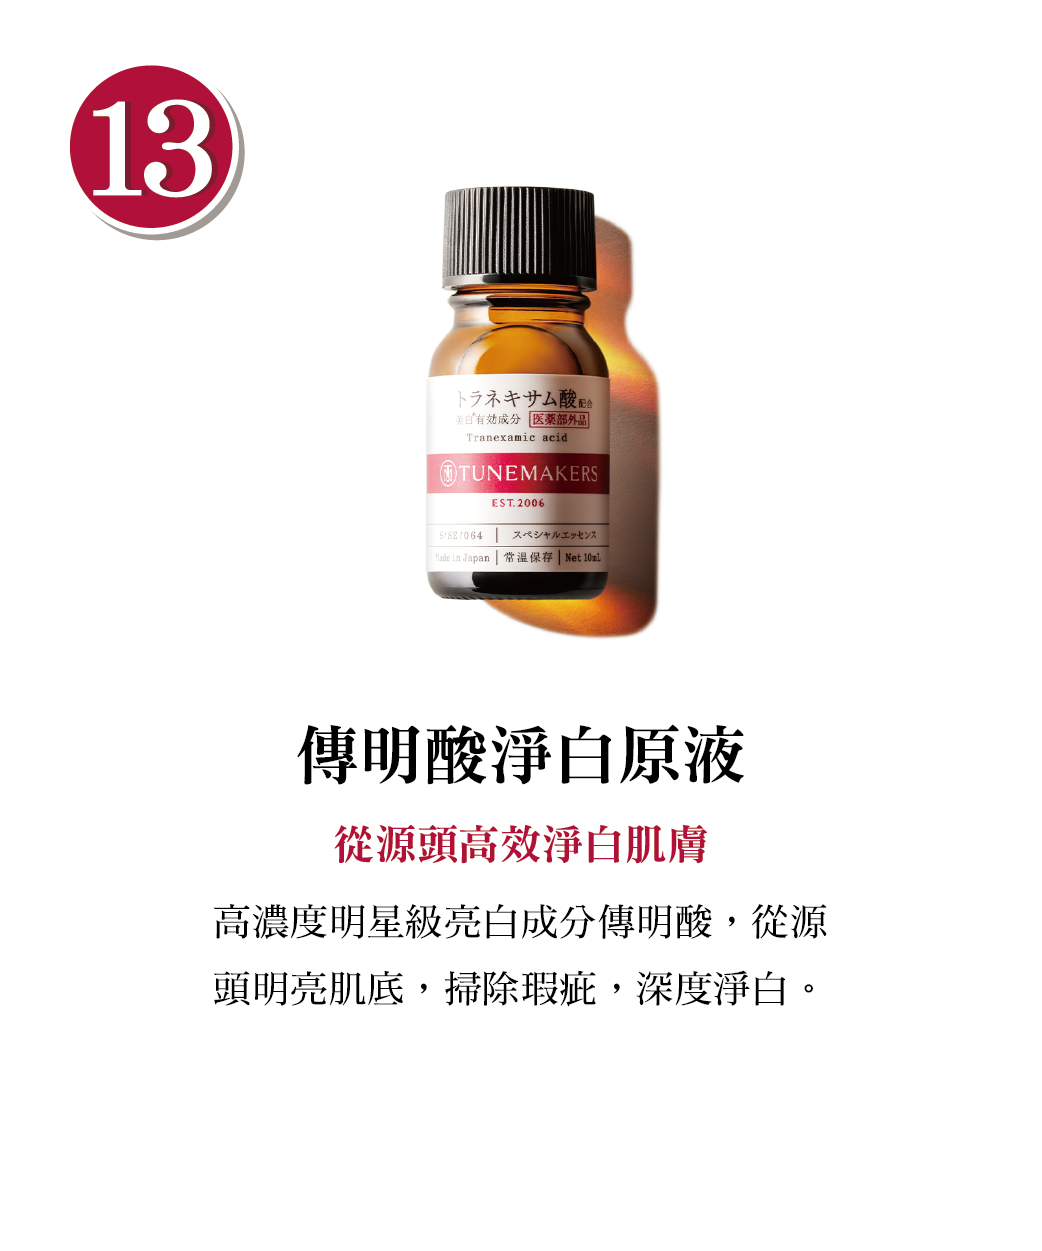 13
トラネキサム酸配合
美白*有効成分 医薬部外品
Tranexamic acid
TUNEMAKERS
EST.2006
S/SE/064 スペシャルエッセンス
Made in Japan 常温保存 Net 10mL
傳明酸淨白原液
從源頭高效淨白肌膚
高濃度明星級亮白成分傳明酸，從源
頭明亮肌底，掃除瑕疵，深度淨白。